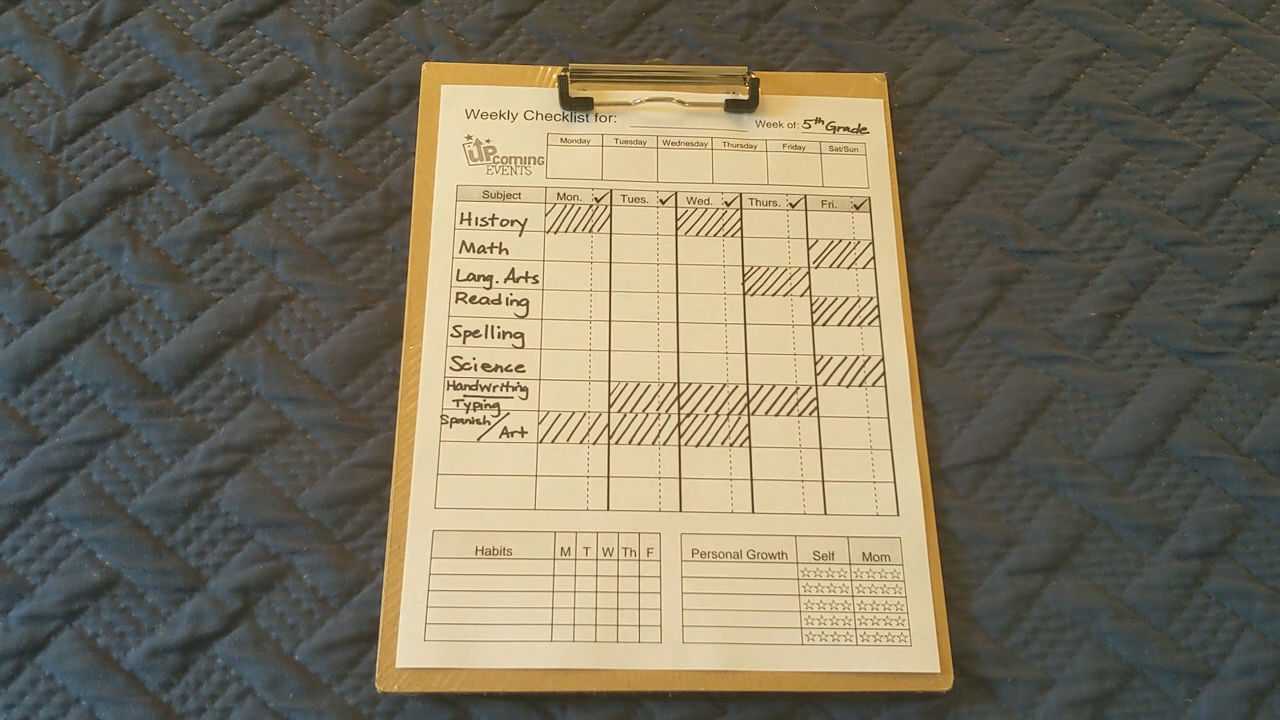 Weekly Checklist for: Week of: 5th Grade
UPcoming EVENTS
Monday Tuesday Wednesday Thursday Friday Sat/Sun
Subject Mon. ✓ Tues. ✓ Wed. ✓ Thurs. ✓ Fri. ✓
History
Math
Lang. Arts
Reading
Spelling
Science
Handwriting
Typing
Spanish/Art
Habits M T W Th F
Personal Growth Self Mom